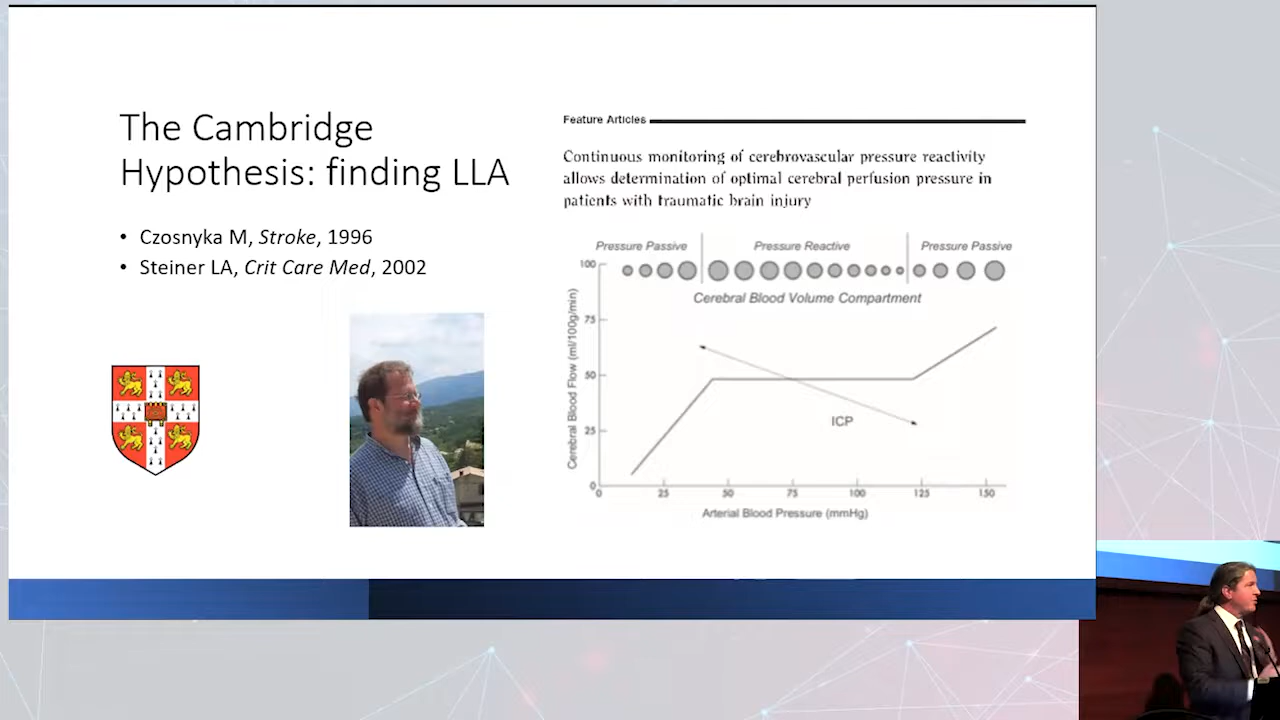 The Cambridge
Hypothesis: finding LLA
• Czosnyka M, Stroke, 1996
• Steiner LA, Crit Care Med, 2002
Feature Articles
Continuous monitoring of cerebrovascular pressure reactivity
allows determination of optimal cerebral perfusion pressure in
patients with traumatic brain injury
Pressure Passive
Pressure Reactive
Pressure Passive
Cerebral Blood Volume Compartment
Cerebral Blood Flow (ml/100g/min)
100
75
50
25
0
ICP
0 25 50 75 100 125 150
Arterial Blood Pressure (mmHg)